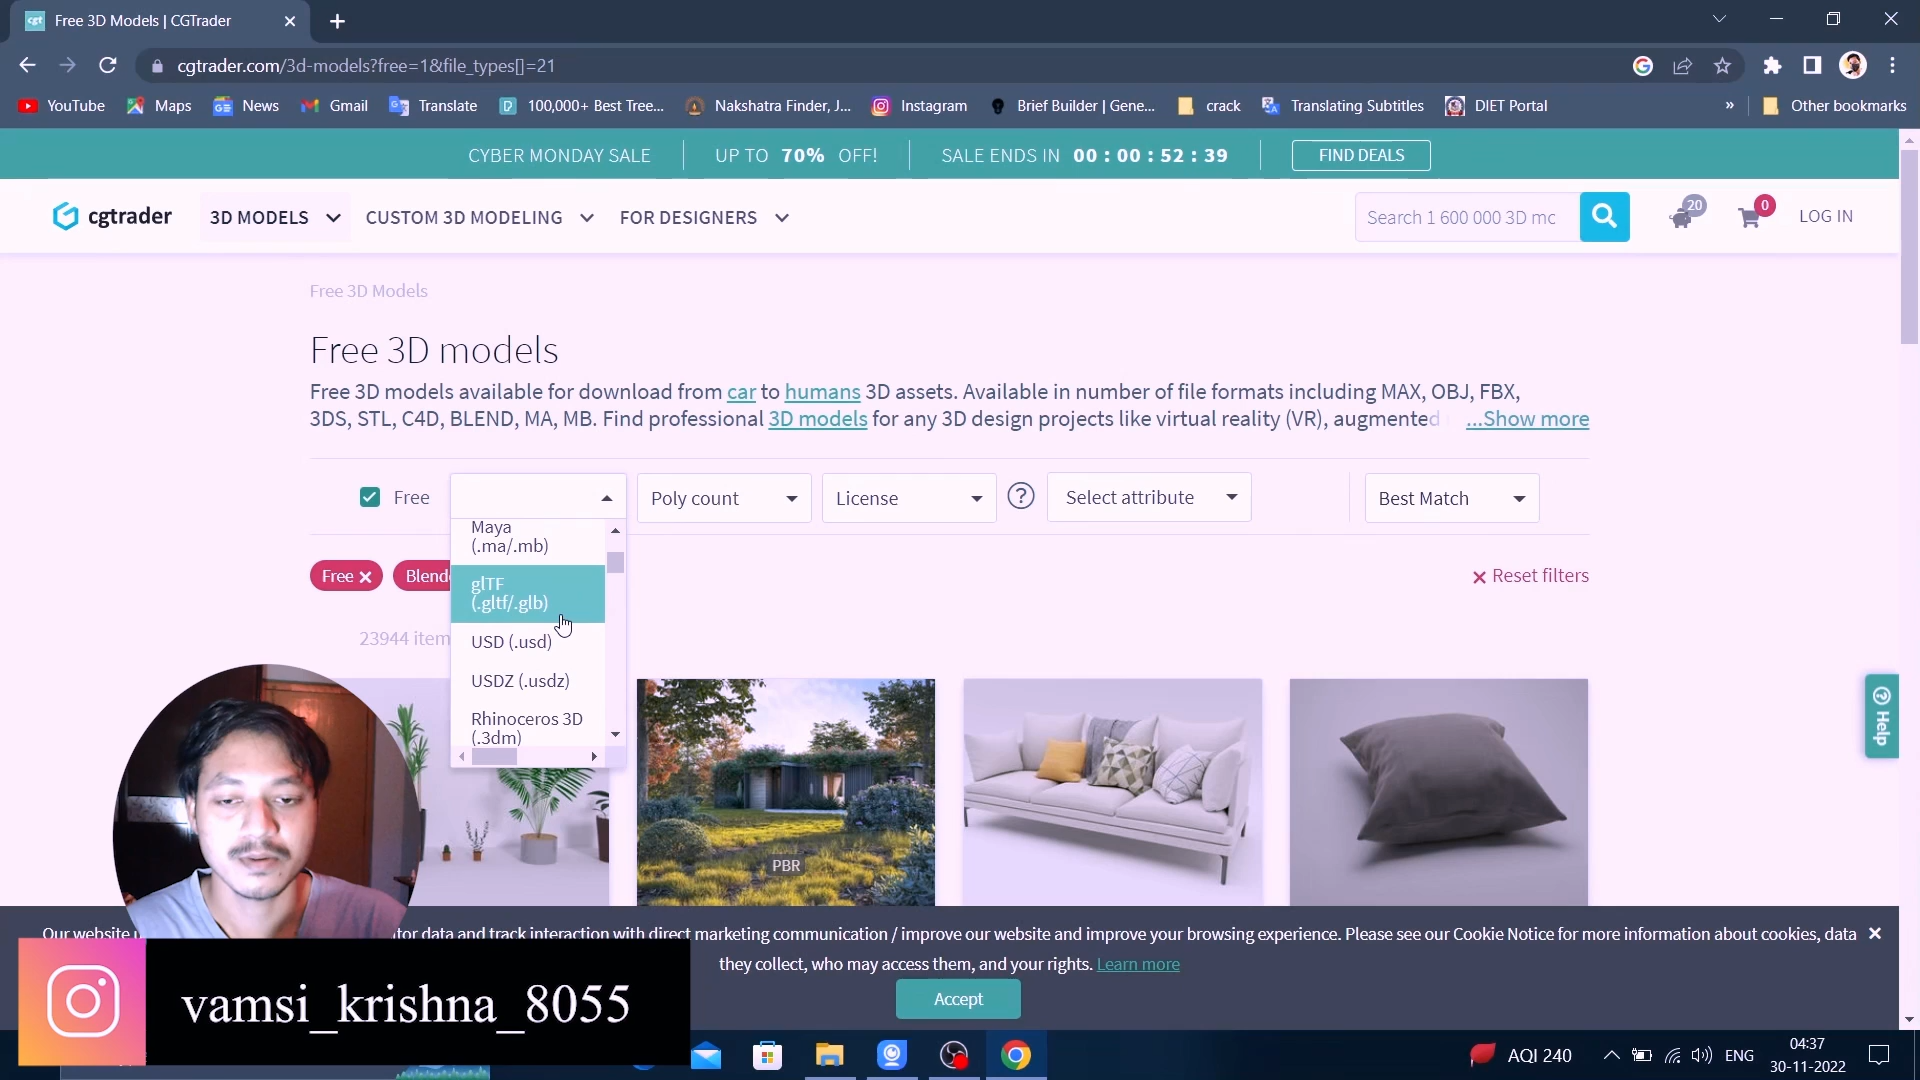 cgt Free 3D Models | CGTrader
cgtrader.com/3d-models?free=1&file_types[]=21
YouTube Maps News Gmail Translate 100,000+ Best Tree... Nakshatra Finder, J... Instagram Brief Builder | Gene... crack Translating Subtitles DIET Portal » Other bookmarks
CYBER MONDAY SALE UP TO 70% OFF! SALE ENDS IN 00 : 00 : 52 : 39 FIND DEALS
cgtrader 3D MODELS CUSTOM 3D MODELING FOR DESIGNERS Search 1 600 000 3D mc 20 0 LOG IN
Free 3D Models
Free 3D models
Free 3D models available for download from car to humans 3D assets. Available in number of file formats including MAX, OBJ, FBX,
3DS, STL, C4D, BLEND, MA, MB. Find professional 3D models for any 3D design projects like virtual reality (VR), augmented ...Show more
Free Poly count License ? Select attribute Best Match
Maya
(.ma/.mb)
Free × Blend × Reset filters
glTF
(.gltf/.glb)
23944 item
USD (.usd)
USDZ (.usdz)
Rhinoceros 3D
(.3dm)
Help
PBR
Our website u tor data and track interaction with direct marketing communication / improve our website and improve your browsing experience. Please see our Cookie Notice for more information about cookies, data
they collect, who may access them, and your rights. Learn more
Accept
vamsi_krishna_8055
AQI 240 ENG 04:37
30-11-2022